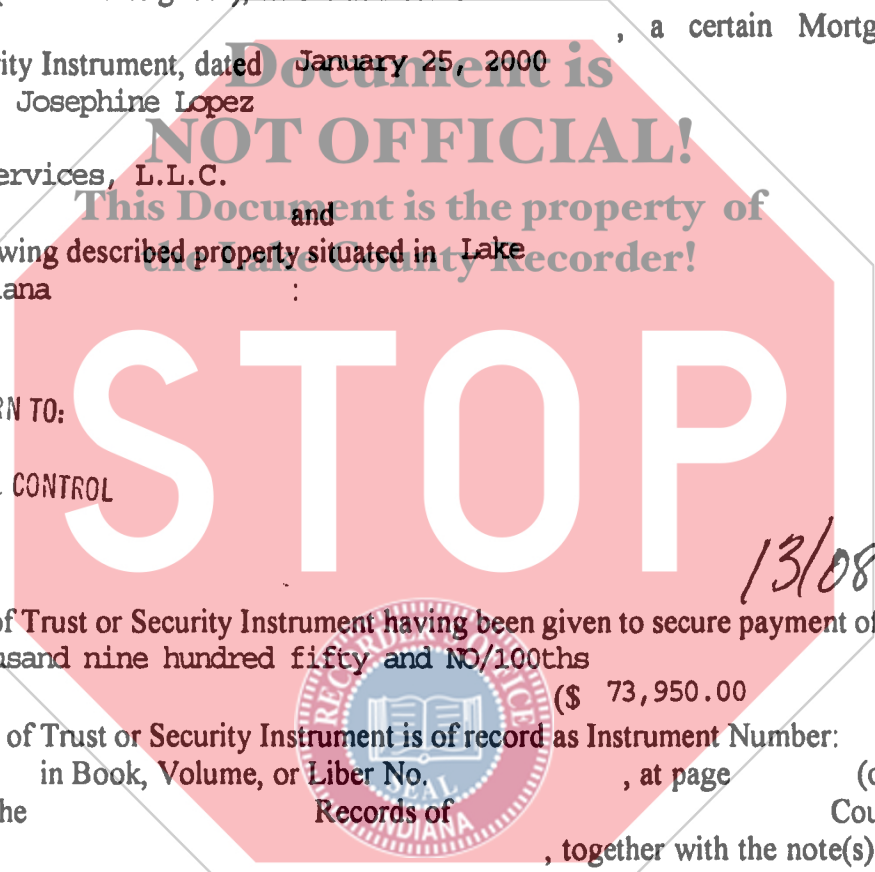 , a certain Mortg
ity Instrument, dated January 25, 2000
Document is
Josephine Lopez
NOT OFFICIAL!
ervices, L.L.C.
This Document is the property of
and
wing described property situated in Lake
the Lake County Recorder!
iana :
STOP
RN TO:
CONTROL
13/08
of Trust or Security Instrument having been given to secure payment of
usand nine hundred fifty and NO/100ths
($ 73,950.00
of Trust or Security Instrument is of record as Instrument Number:
in Book, Volume, or Liber No. , at page (o
he Records of Cou
, together with the note(s)
RECORDER'S OFFICE
SEAL
INDIANA